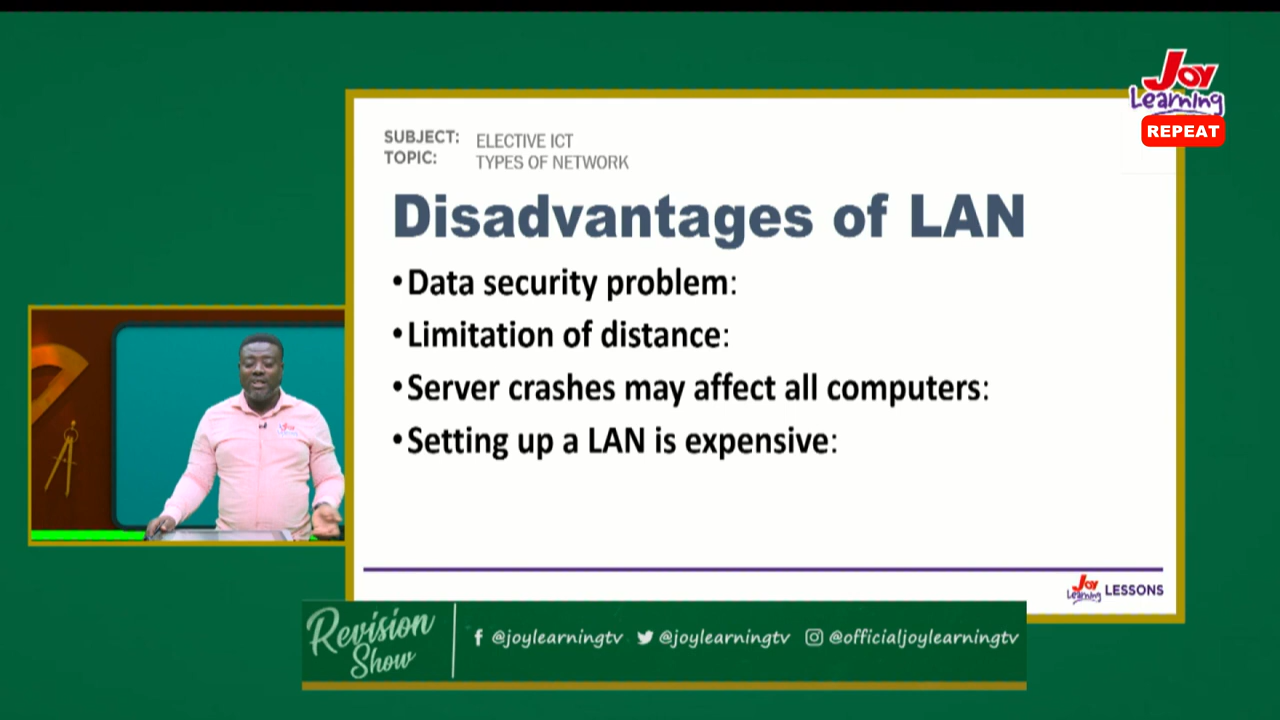 Joy
Learning
REPEAT
SUBJECT: ELECTIVE ICT
TOPIC: TYPES OF NETWORK
Disadvantages of LAN
•Data security problem:
•Limitation of distance:
•Server crashes may affect all computers:
•Setting up a LAN is expensive:
Joy
Learning LESSONS
Revision
Show
f @joylearningtv @joylearningtv @officialjoylearningtv